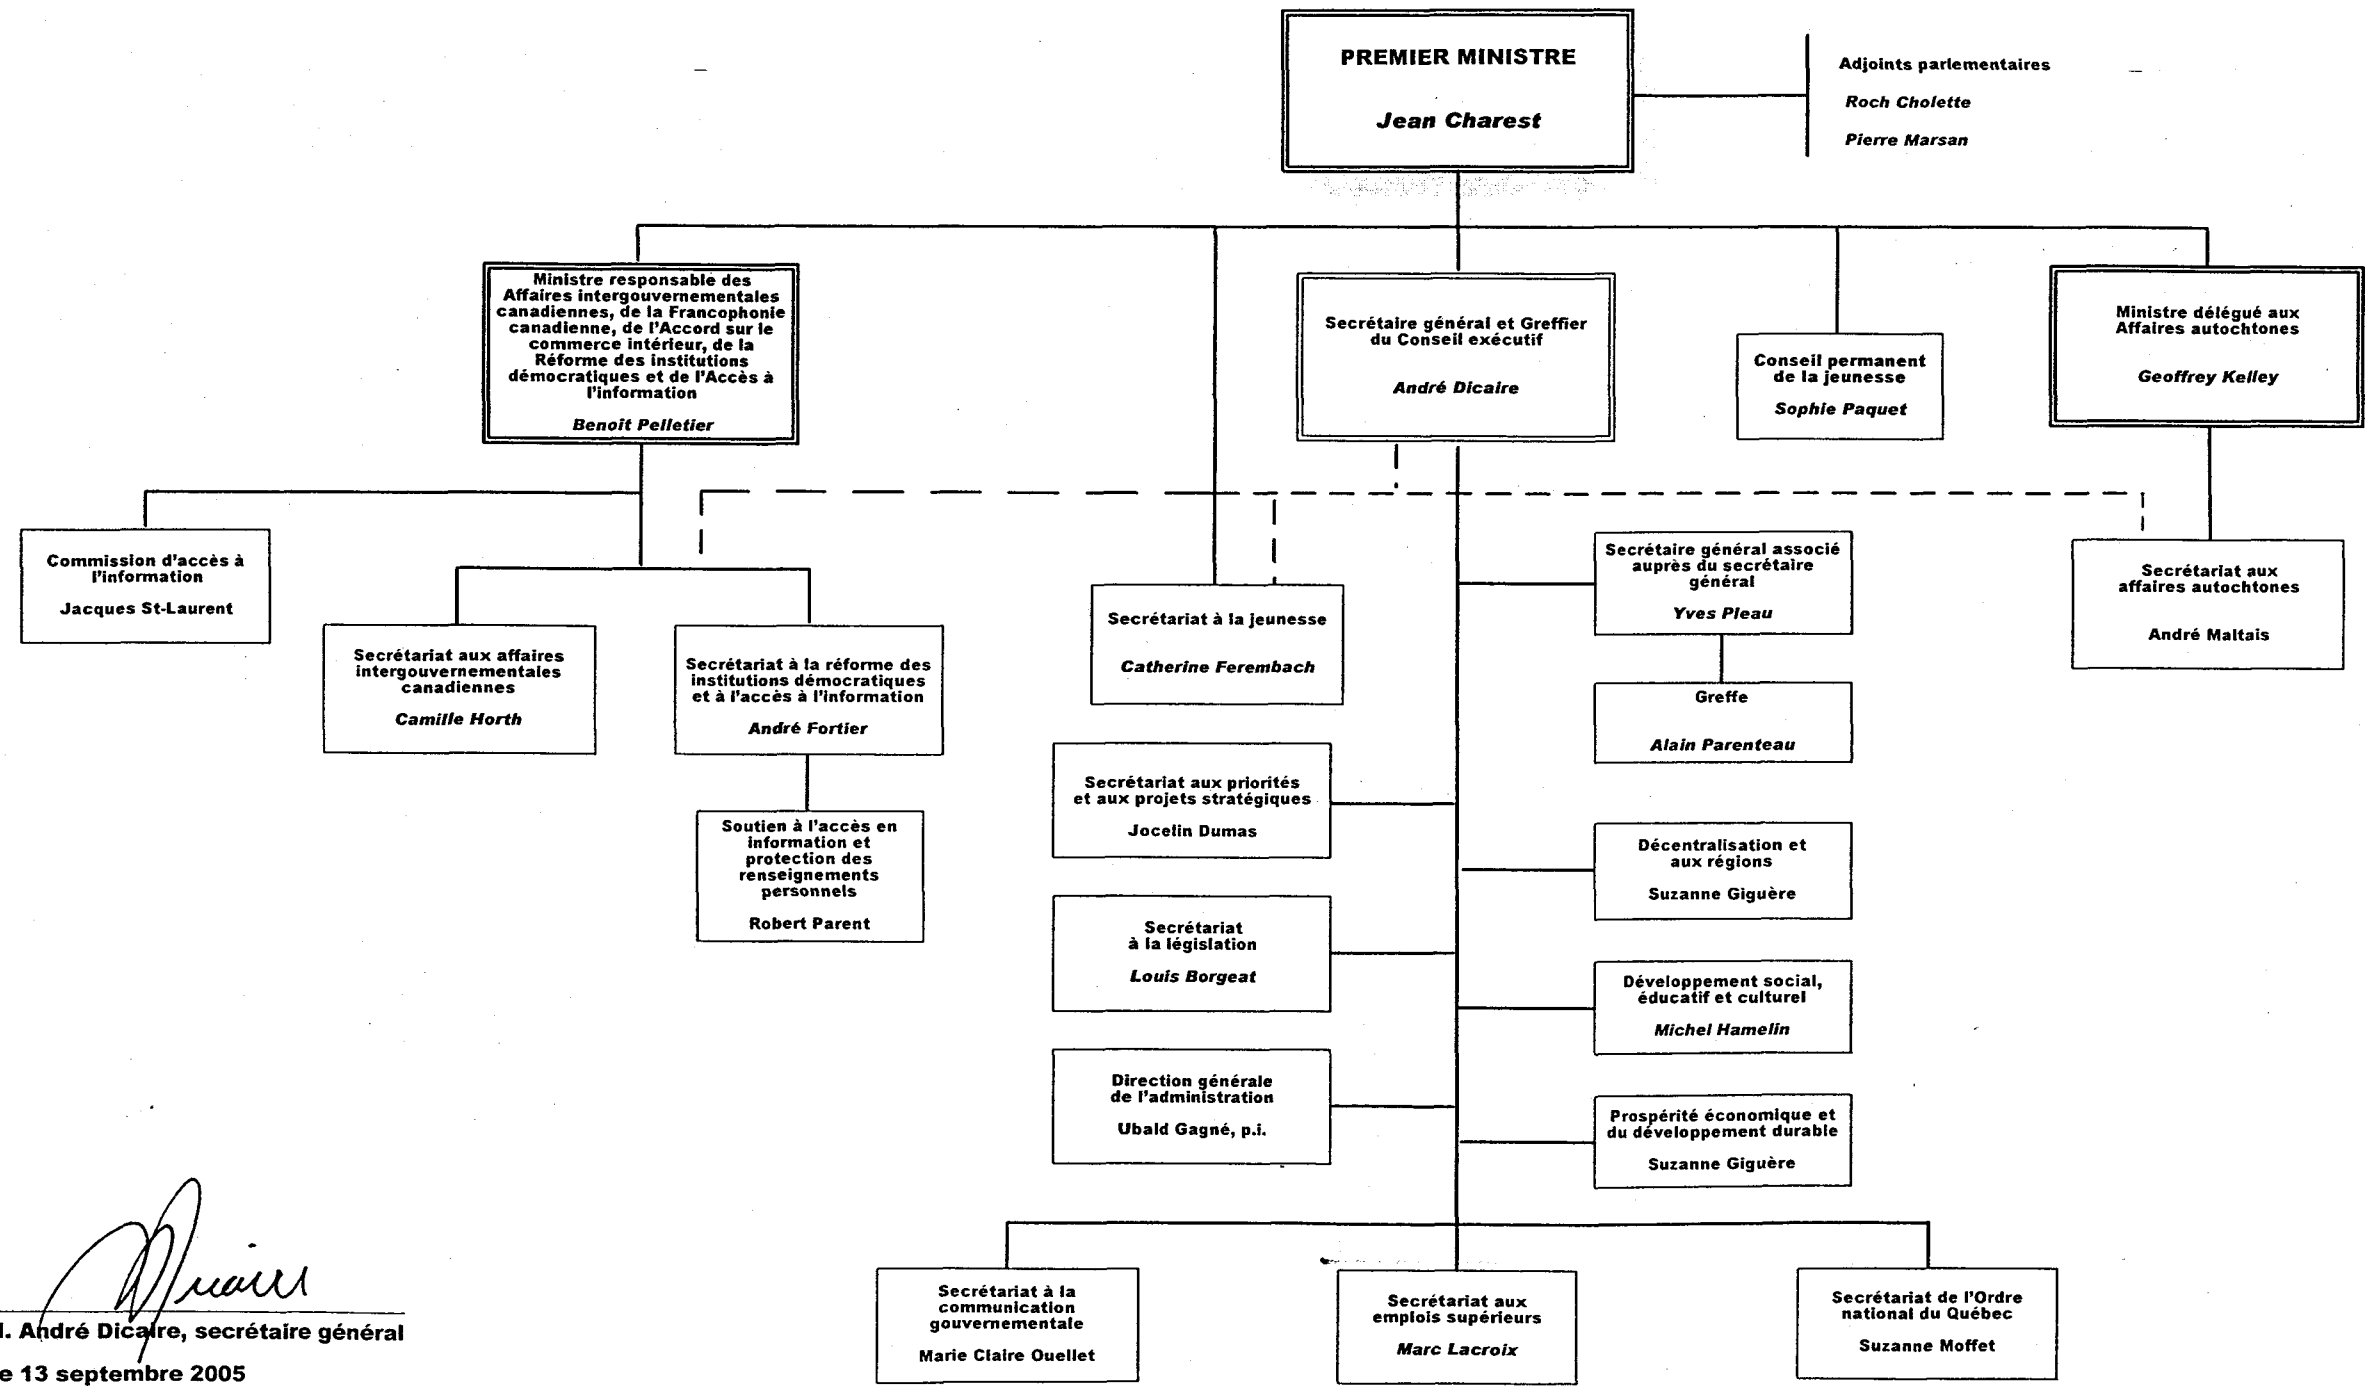 PREMIER MINISTRE
Jean Charest
Adjoints parlementaires
Roch Cholette
Pierre Marsan
Ministre responsable des
Affaires intergouvernementales
canadiennes, de la Francophonie
canadienne, de l'Accord sur le
commerce intérieur, de la
Réforme des institutions
démocratiques et de l'Accès à
l'information
Benoit Pelletier
Secrétaire général et Greffier
du Conseil exécutif
André Dicaire
Conseil permanent
de la jeunesse
Sophie Paquet
Ministre délégué aux
Affaires autochtones
Geoffrey Kelley
Commission d'accès à
l'information
Jacques St-Laurent
Secrétariat aux affaires
intergouvernementales
canadiennes
Camille Horth
Secrétariat à la réforme des
institutions démocratiques
et à l'accès à l'information
André Fortier
Soutien à l'accès en
information et
protection des
renseignements
personnels
Robert Parent
Secrétariat à la jeunesse
Catherine Ferembach
Secrétaire général associé
auprès du secrétaire
général
Yves Pleau
Greffe
Alain Parenteau
Secrétariat aux
affaires autochtones
André Maltais
Secrétariat aux priorités
et aux projets stratégiques
Jocelin Dumas
Décentralisation et
aux régions
Suzanne Giguère
Secrétariat
à la législation
Louis Borgeat
Développement social,
éducatif et culturel
Michel Hamelin
Direction générale
de l'administration
Ubald Gagné, p.i.
Prospérité économique et
du développement durable
Suzanne Giguère
Secrétariat à la
communication
gouvernementale
Marie Claire Ouellet
Secrétariat aux
emplois supérieurs
Marc Lacroix
Secrétariat de l'Ordre
national du Québec
Suzanne Moffet
. André Dicaire, secrétaire général
e 13 septembre 2005